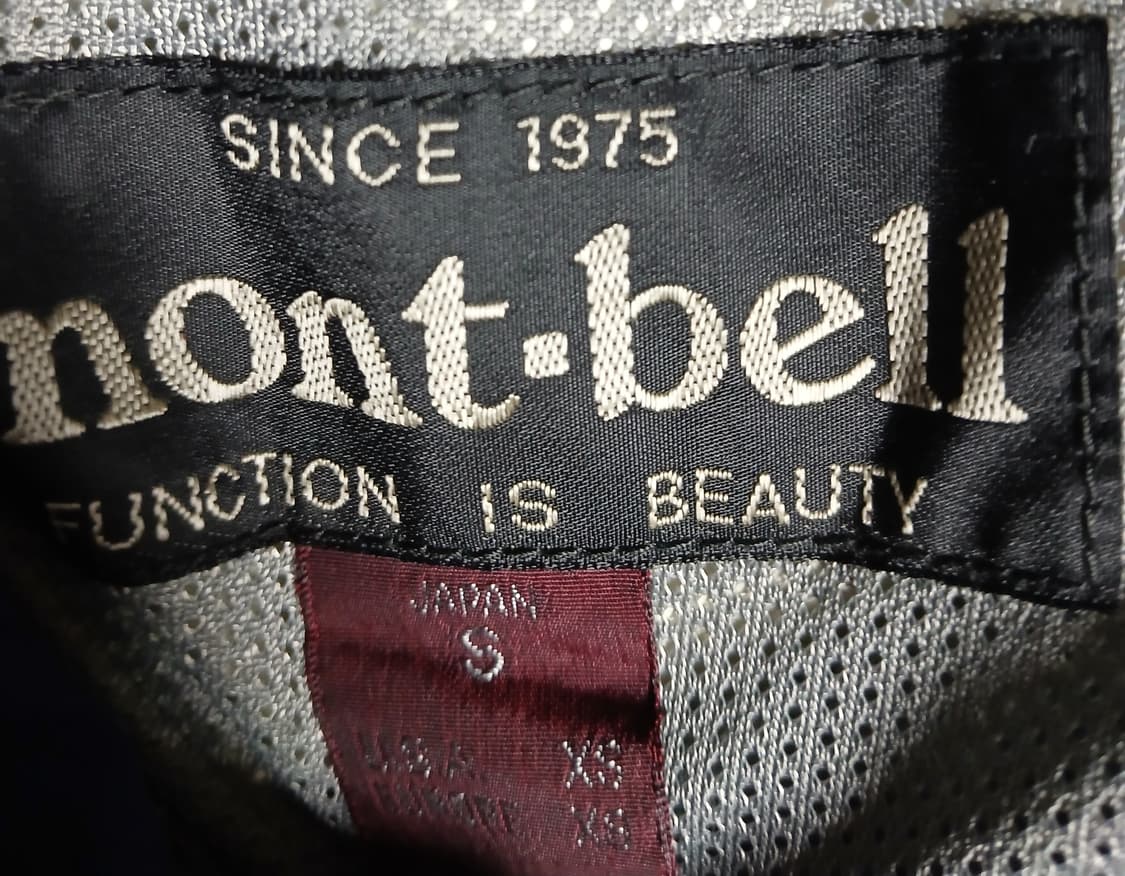 SINCE 1975
mont-bell
FUNCTION IS BEAUTY
JAPAN
S
U.S.A. XS
XS